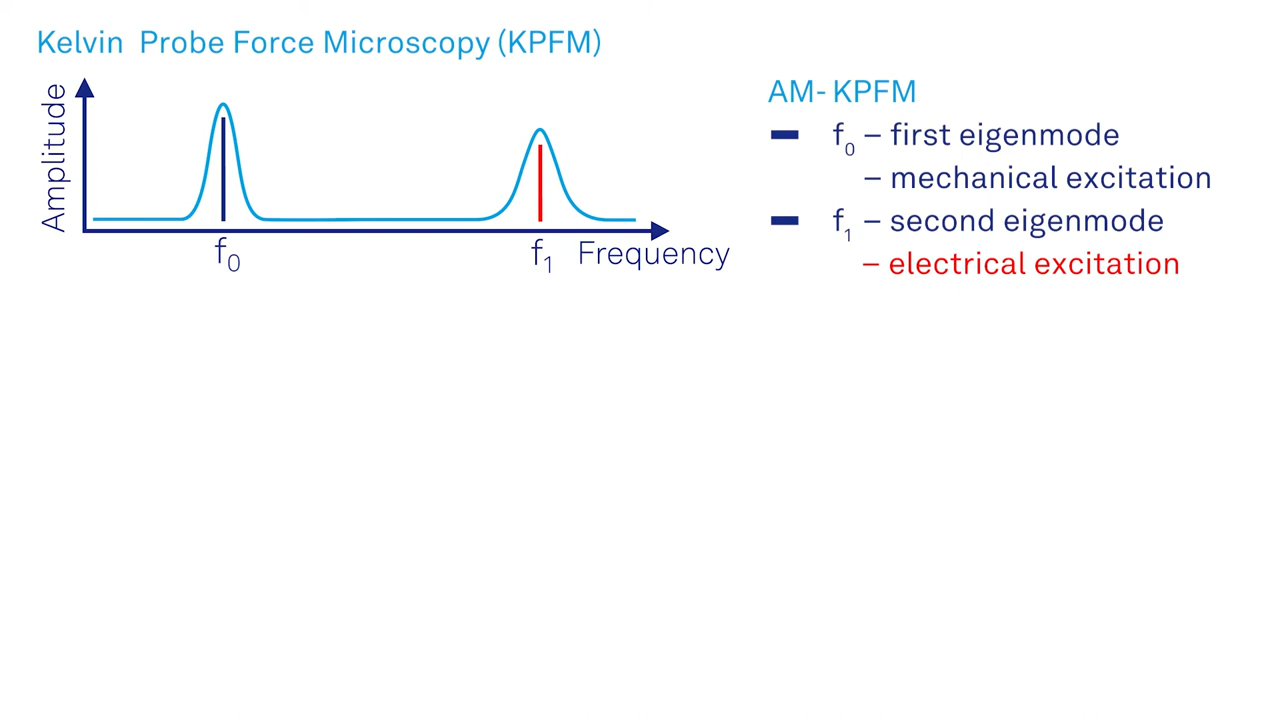 Kelvin Probe Force Microscopy (KPFM)
Amplitude
f0
f1
Frequency
AM- KPFM
f0 – first eigenmode
– mechanical excitation
f1 – second eigenmode
– electrical excitation